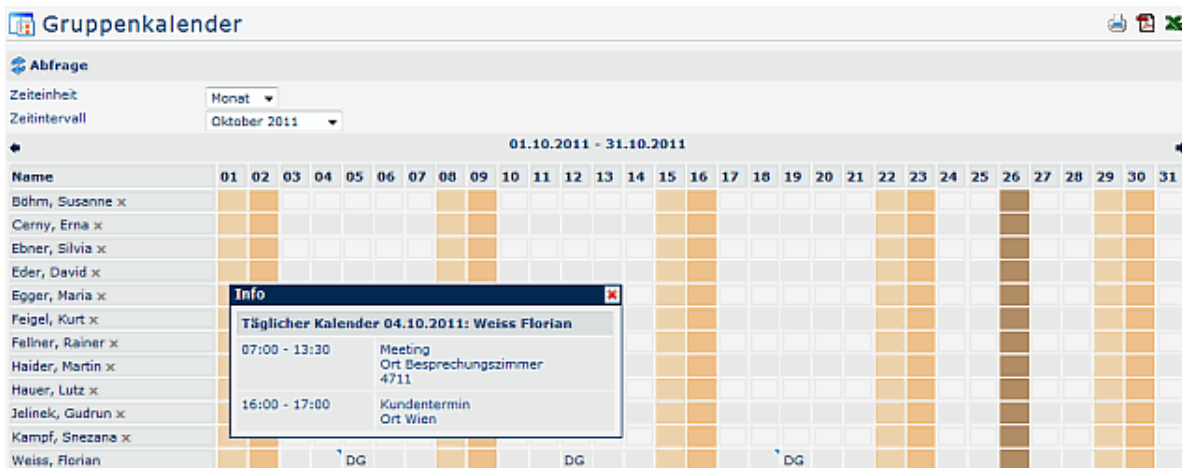 Gruppenkalender
Abfrage
Zeiteinheit Monat
Zeitintervall Oktober 2011
01.10.2011 - 31.10.2011
Name 01 02 03 04 05 06 07 08 09 10 11 12 13 14 15 16 17 18 19 20 21 22 23 24 25 26 27 28 29 30 31
Böhm, Susanne x
Cerny, Erna x
Ebner, Silvia x
Eder, David x
Egger, Maria x
Feigel, Kurt x
Fellner, Rainer x
Haider, Martin x
Hauer, Lutz x
Jelinek, Gudrun x
Kampf, Snezana x
Weiss, Florian DG DG DG
Info
Täglicher Kalender 04.10.2011: Weiss Florian
07:00 - 13:30 Meeting
Ort Besprechungszimmer
4711
16:00 - 17:00 Kundentermin
Ort Wien